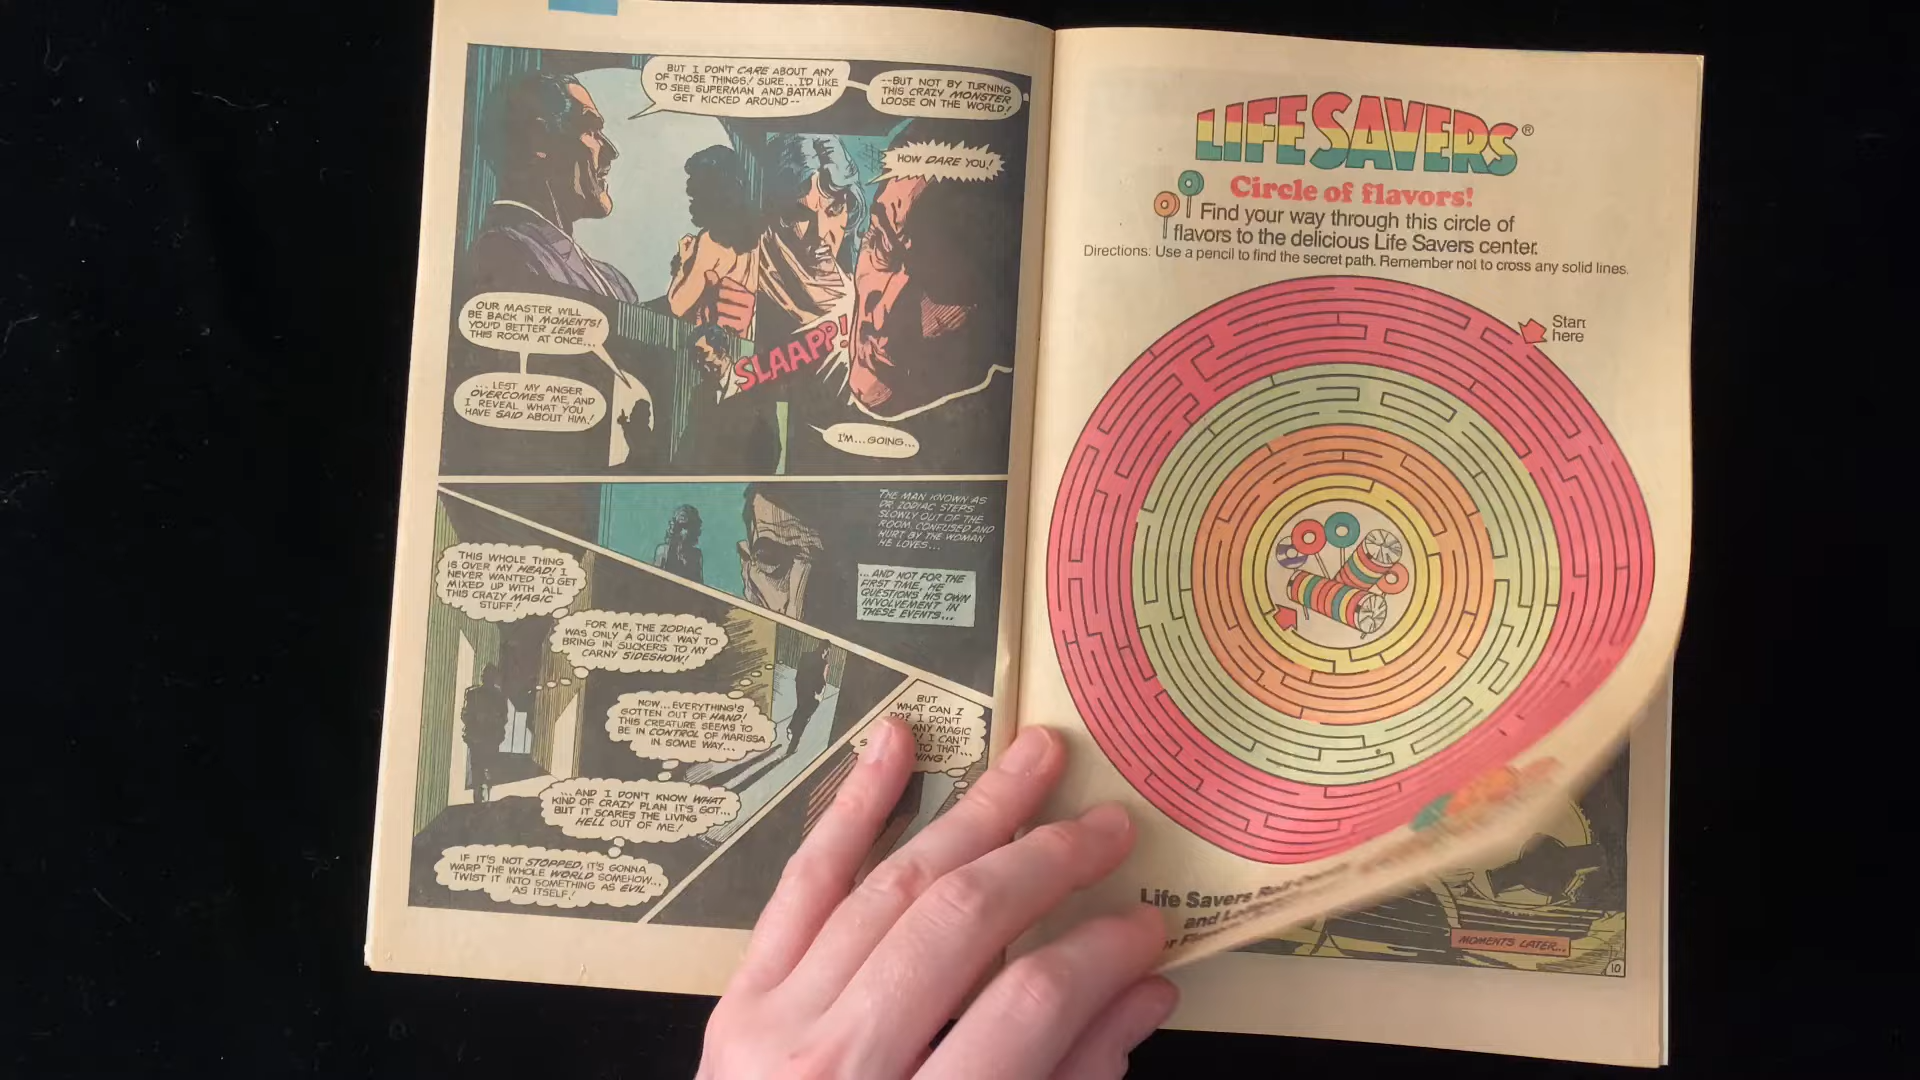 BUT I DON'T CARE ABOUT ANY
OF THOSE THINGS! SURE...I'D LIKE
TO SEE SUPERMAN AND BATMAN
GET KICKED AROUND--
--BUT NOT BY TURNING
THIS CRAZY MONSTER
LOOSE ON THE WORLD!
HOW DARE YOU!
SLAAPP!
OUR MASTER WILL
BE BACK IN MOMENTS!
YOU'D BETTER LEAVE
THIS ROOM AT ONCE...
...LEST MY ANGER
OVERCOMES ME, AND
I REVEAL WHAT YOU
HAVE SAID ABOUT HIM!
I'M...GOING...
THE MAN KNOWN AS
DR. ZODIAC STEPS
SLOWLY OUT OF THE
ROOM, CONFUSED AND
HURT BY THE WOMAN
HE LOVES...
...AND NOT FOR THE
FIRST TIME, HE
QUESTIONS HIS OWN
INVOLVEMENT IN
THESE EVENTS...
THIS WHOLE THING
IS OVER MY HEAD! I
NEVER WANTED TO GET
MIXED UP WITH ALL
THIS CRAZY MAGIC
STUFF!
FOR ME, THE ZODIAC
WAS ONLY A QUICK WAY TO
BRING IN SUCKERS TO MY
CARNY SIDESHOW!
NOW...EVERYTHING'S
GOTTEN OUT OF HAND!
THIS CREATURE SEEMS TO
BE IN CONTROL OF MARISSA
IN SOME WAY...
...AND I DON'T KNOW WHAT
KIND OF CRAZY PLAN IT'S GOT...
BUT IT SCARES THE LIVING
HELL OUT OF ME!
IF IT'S NOT STOPPED, IT'S GONNA
WARP THE WHOLE WORLD SOMEHOW...
TWIST IT INTO SOMETHING AS EVIL
AS ITSELF!
BUT
WHAT CAN I
DO? I DON'T
ANY MAGIC
I CAN'T
TO THAT...
LIFE SAVERS®
Circle of flavors!
Find your way through this circle of
flavors to the delicious Life Savers center.
Directions: Use a pencil to find the secret path. Remember not to cross any solid lines.
Start
here
Life Savers
and
MOMENTS LATER...
10